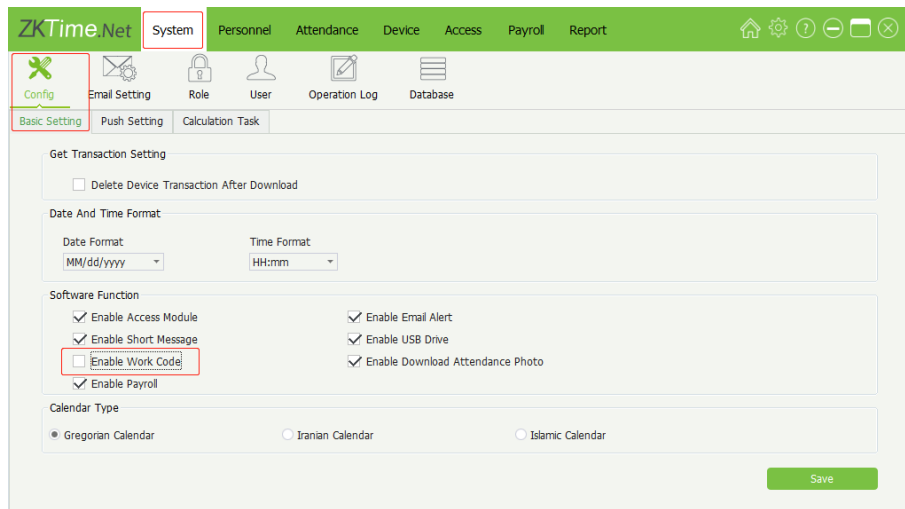 ZKTime.Net System Personnel Attendance Device Access Payroll Report
Config Email Setting Role User Operation Log Database
Basic Setting Push Setting Calculation Task
Get Transaction Setting
Delete Device Transaction After Download
Date And Time Format
Date Format Time Format
MM/dd/yyyy HH:mm
Software Function
Enable Access Module Enable Email Alert
Enable Short Message Enable USB Drive
Enable Work Code Enable Download Attendance Photo
Enable Payroll
Calendar Type
Gregorian Calendar Iranian Calendar Islamic Calendar
Save